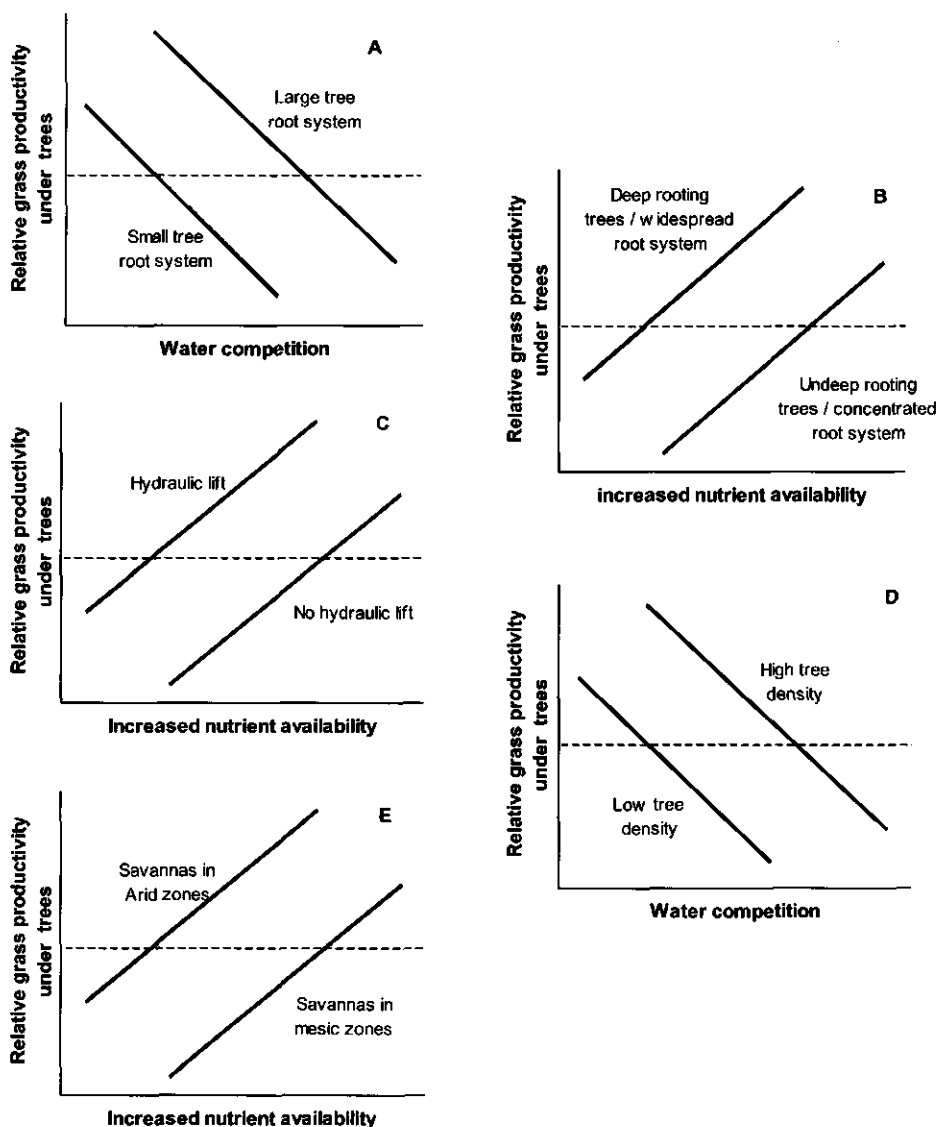 A
Relative grass productivity
under trees
Large tree
root system
Small tree
root system
Water competition
B
Relative grass productivity
under trees
Deep rooting
trees / widespread
root system
Undeep rooting
trees / concentrated
root system
increased nutrient availability
C
Relative grass productivity
under trees
Hydraulic lift
No hydraulic lift
Increased nutrient availability
D
Relative grass productivity
under trees
High tree
density
Low tree
density
Water competition
E
Relative grass productivity
under trees
Savannas in
Arid zones
Savannas in
mesic zones
Increased nutrient availability